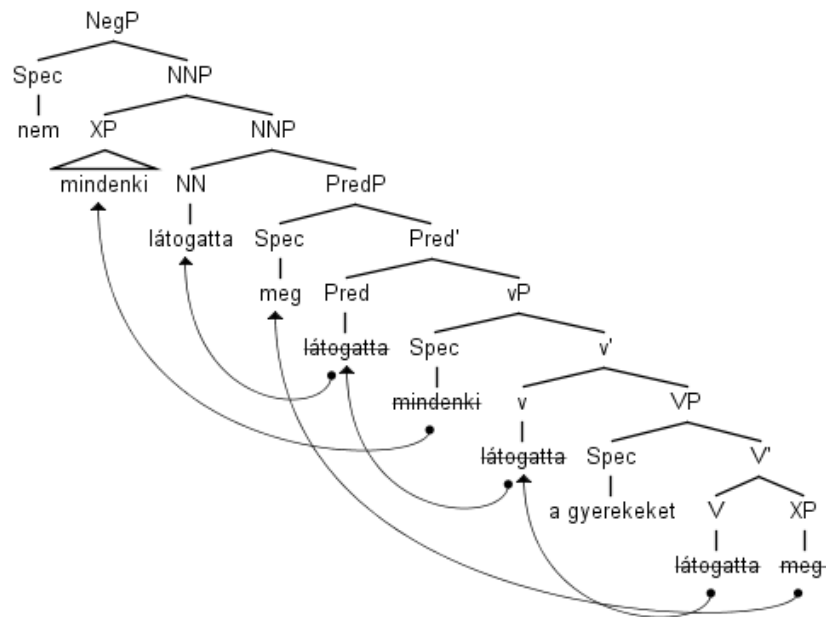 NegP
Spec NNP
nem XP NNP
mindenki NN PredP
látogatta Spec Pred'
meg Pred vP
látogatta Spec v'
mindenki v VP
látogatta Spec V'
a gyerekeket V XP
látogatta meg